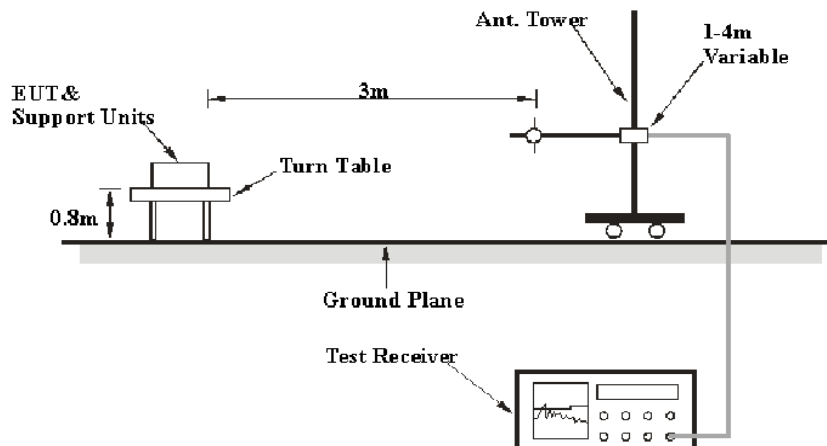 Ant. Tower
1-4m
Variable
EUT&
Support Units
3m
Turn Table
0.8m
Ground Plane
Test Receiver